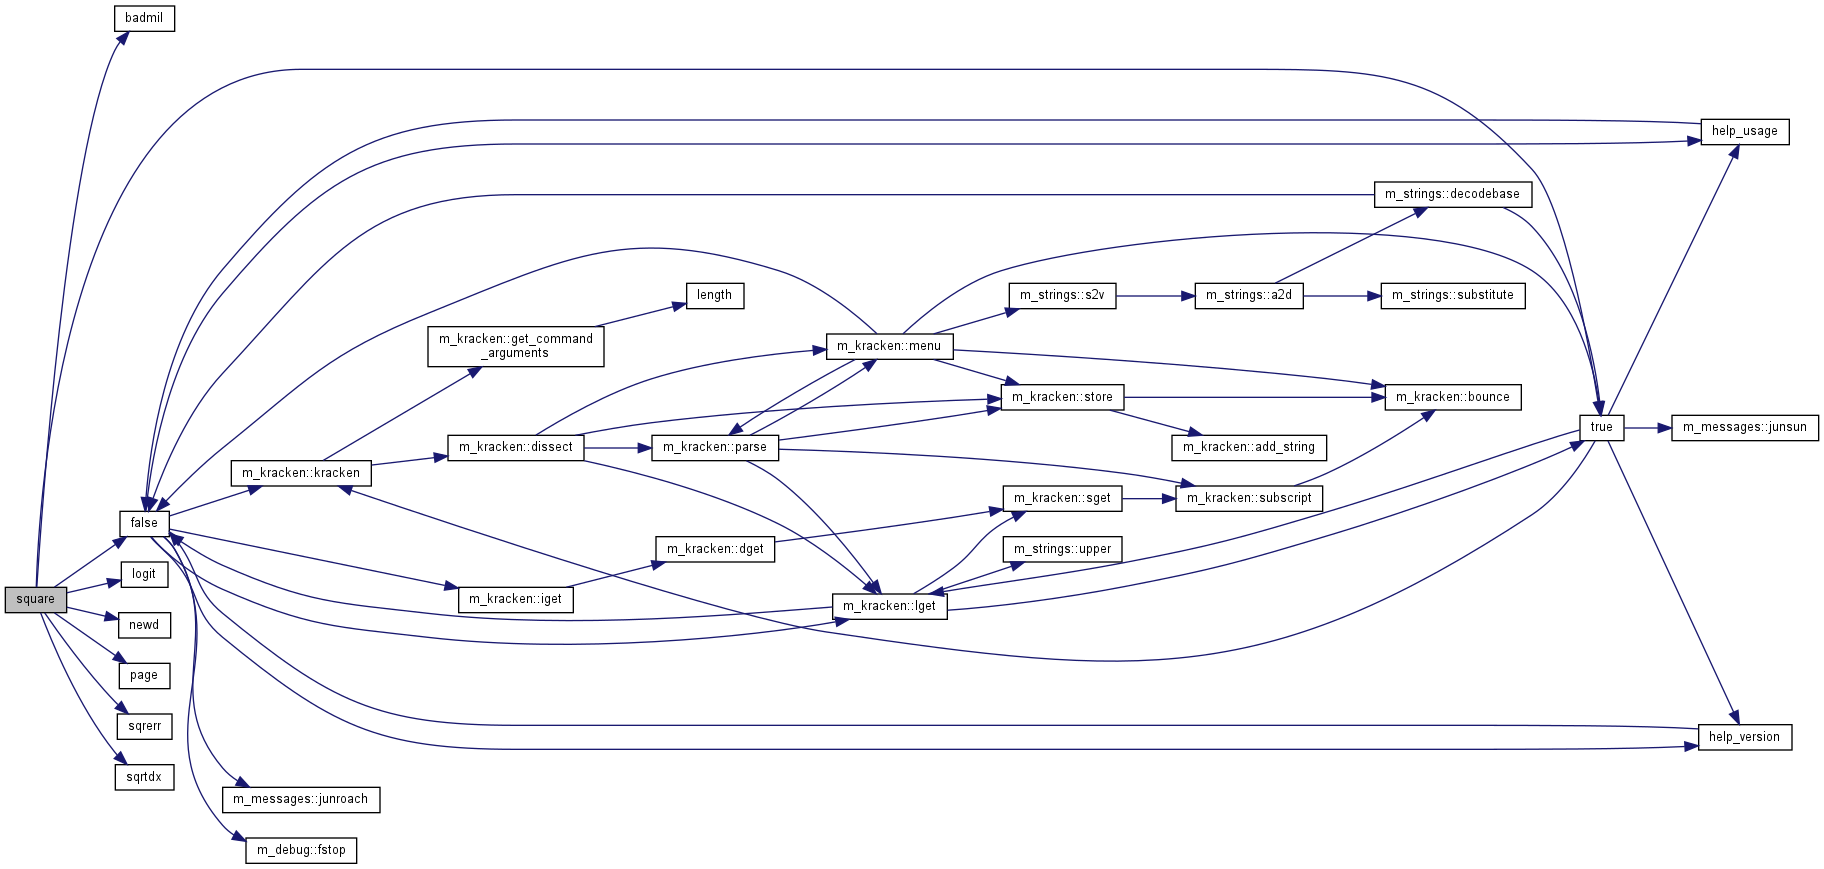 badmil
help_usage
m_strings::decodebase
length
m_strings::s2v
m_strings::a2d
m_strings::substitute
m_kracken::get_command
_arguments
m_kracken::menu
m_kracken::store
m_kracken::bounce
true
m_messages::junsun
m_kracken::dissect
m_kracken::parse
m_kracken::add_string
m_kracken::kracken
m_kracken::sget
m_kracken::subscript
false
m_kracken::dget
m_strings::upper
logit
square
m_kracken::iget
m_kracken::lget
newd
page
sqrerr
help_version
sqrtdx
m_messages::junroach
m_debug::fstop